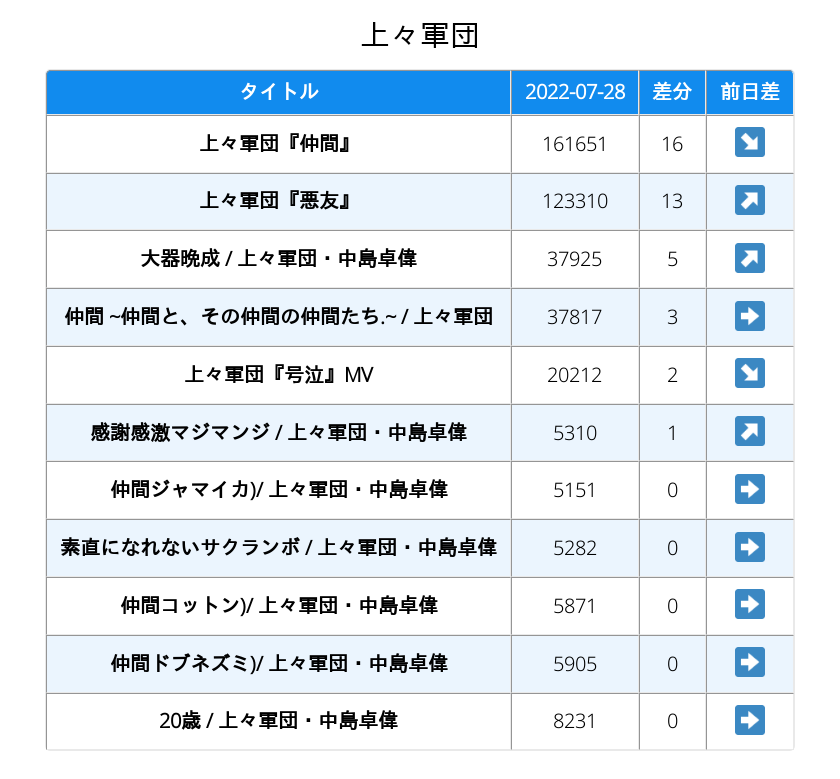 上々軍団
タイトル 2022-07-28 差分 前日差
上々軍団『仲間』 161651 16 ↘
上々軍団『悪友』 123310 13 ↗
大器晩成 / 上々軍団・中島卓偉 37925 5 ↗
仲間 ~仲間と、その仲間の仲間たち.~ / 上々軍団 37817 3 ➡
上々軍団『号泣』MV 20212 2 ↘
感謝感激マジマンジ / 上々軍団・中島卓偉 5310 1 ↗
仲間ジャマイカ)/ 上々軍団・中島卓偉 5151 0 ➡
素直になれないサクランボ / 上々軍団・中島卓偉 5282 0 ➡
仲間コットン)/ 上々軍団・中島卓偉 5871 0 ➡
仲間ドブネズミ)/ 上々軍団・中島卓偉 5905 0 ➡
20歳 / 上々軍団・中島卓偉 8231 0 ➡